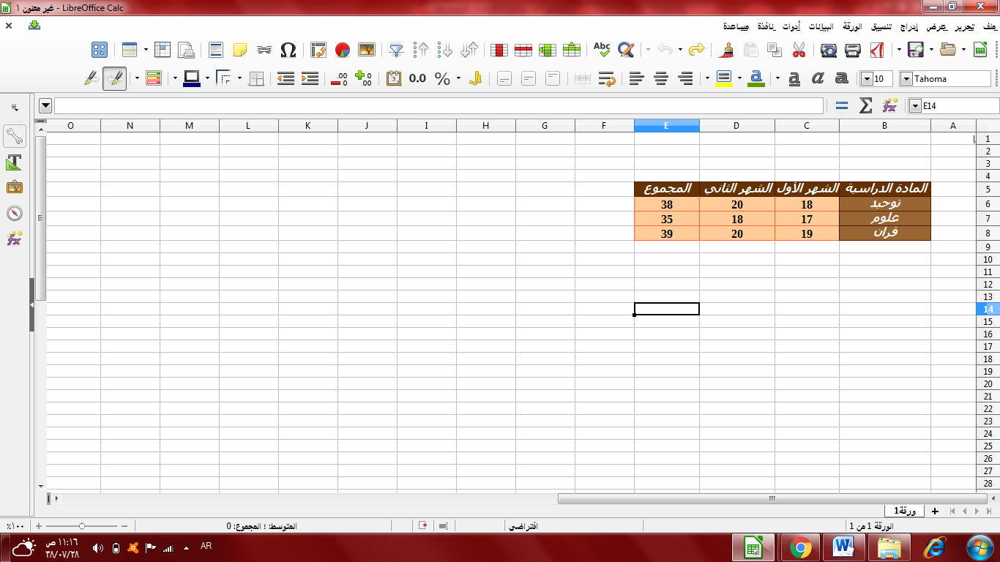 غير معنون ١ - LibreOffice Calc
ملف تحرير عرض إدراج تنسيق الورقة البيانات أدوات نافذة مساعدة
Tahoma 10
E14
A B C D E F G H I J K L M N O
1
2
3
4
5 المادة الدراسية الشهر الأول الشهر الثاني المجموع
6 توحيد 18 20 38
7 علوم 17 18 35
8 قران 19 20 39
9
10
11
12
13
14
15
16
17
18
19
20
21
22
23
24
25
26
27
28
ورقة1
الورقة 1 من 1 افتراضي المتوسط: ؛ المجموع: 0 ١٠٠٪
AR ١١:١٦ ص
٣٨/٠٧/٢٨